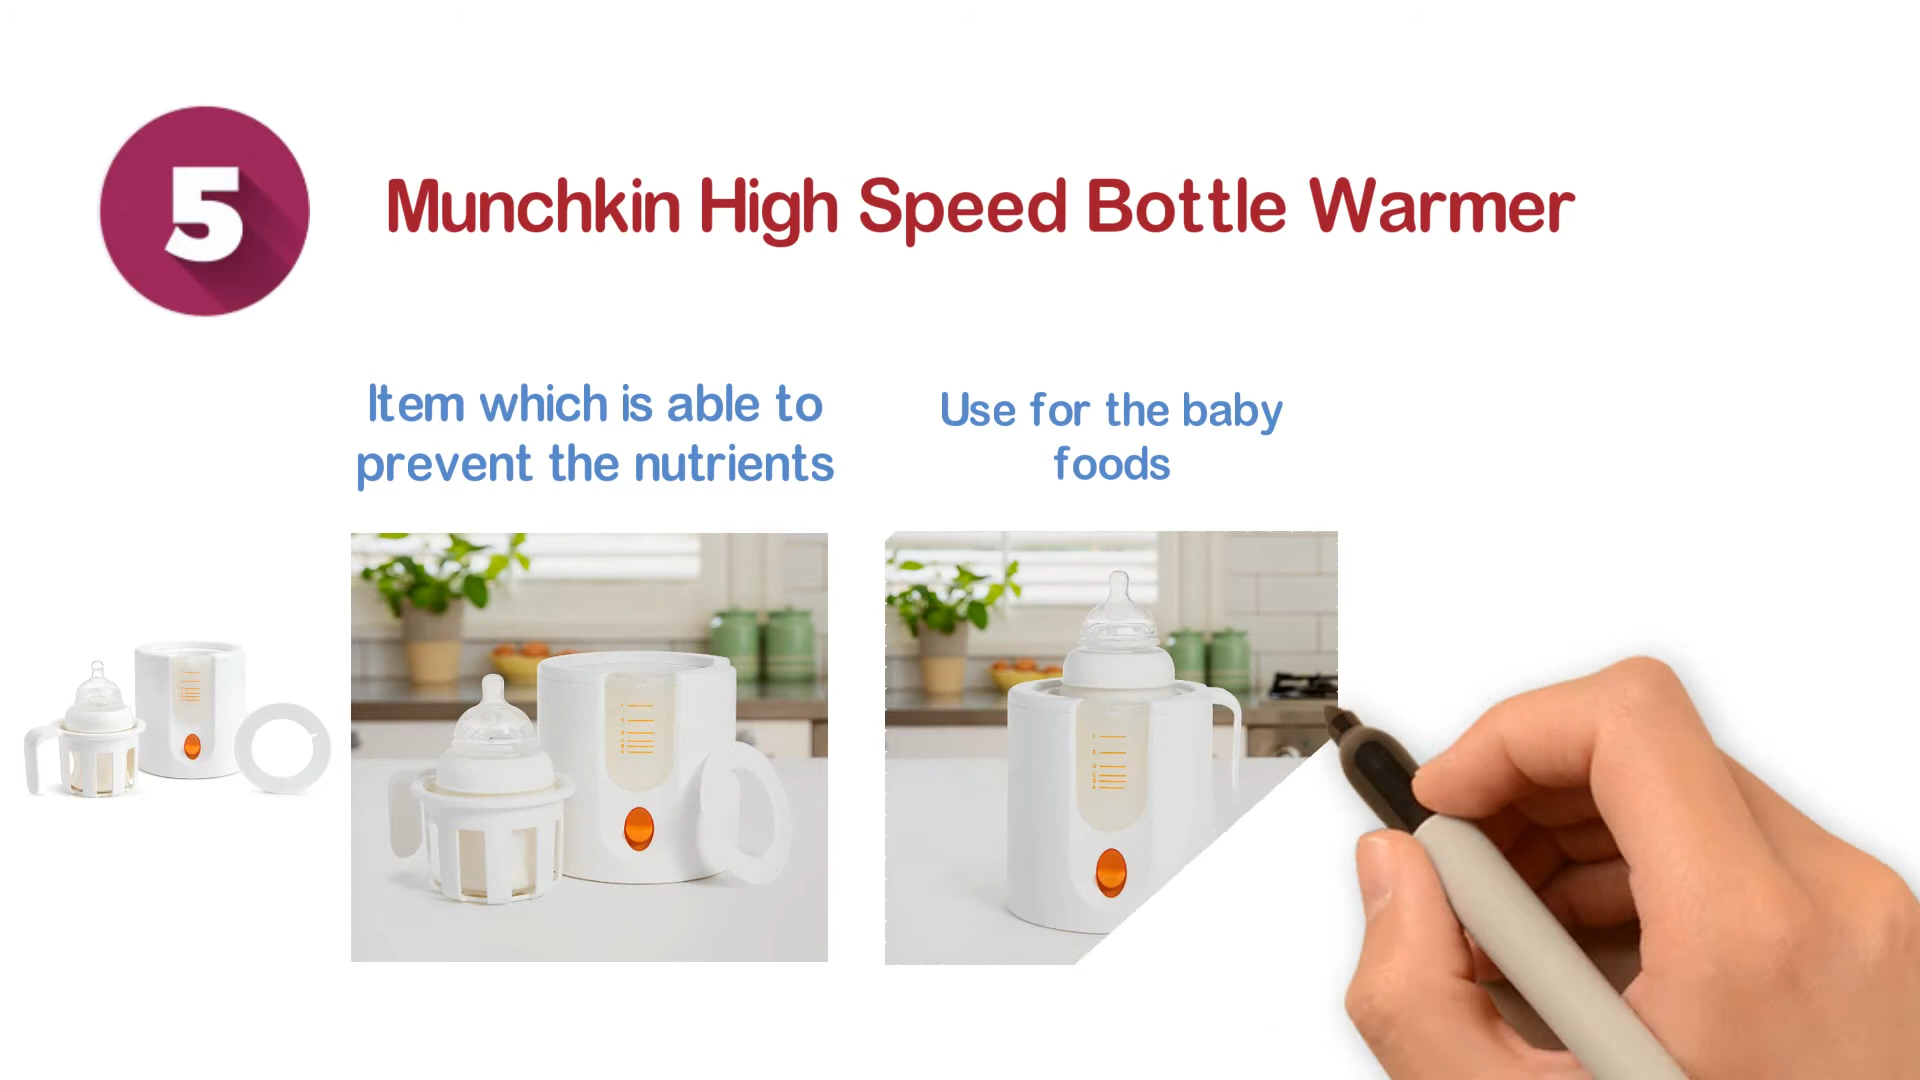 5
Munchkin High Speed Bottle Warmer
Item which is able to
prevent the nutrients
Use for the baby
foods